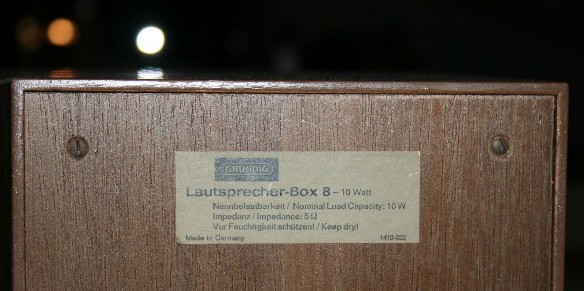 GRUNDIG
Lautsprecher-Box 8 – 10 Watt
Nennbelastbarkeit / Nominal Load Capacity: 10 W
Impedanz / Impedance: 5 Ω
Vor Feuchtigkeit schützen! / Keep dry!
Made in Germany 1410-022